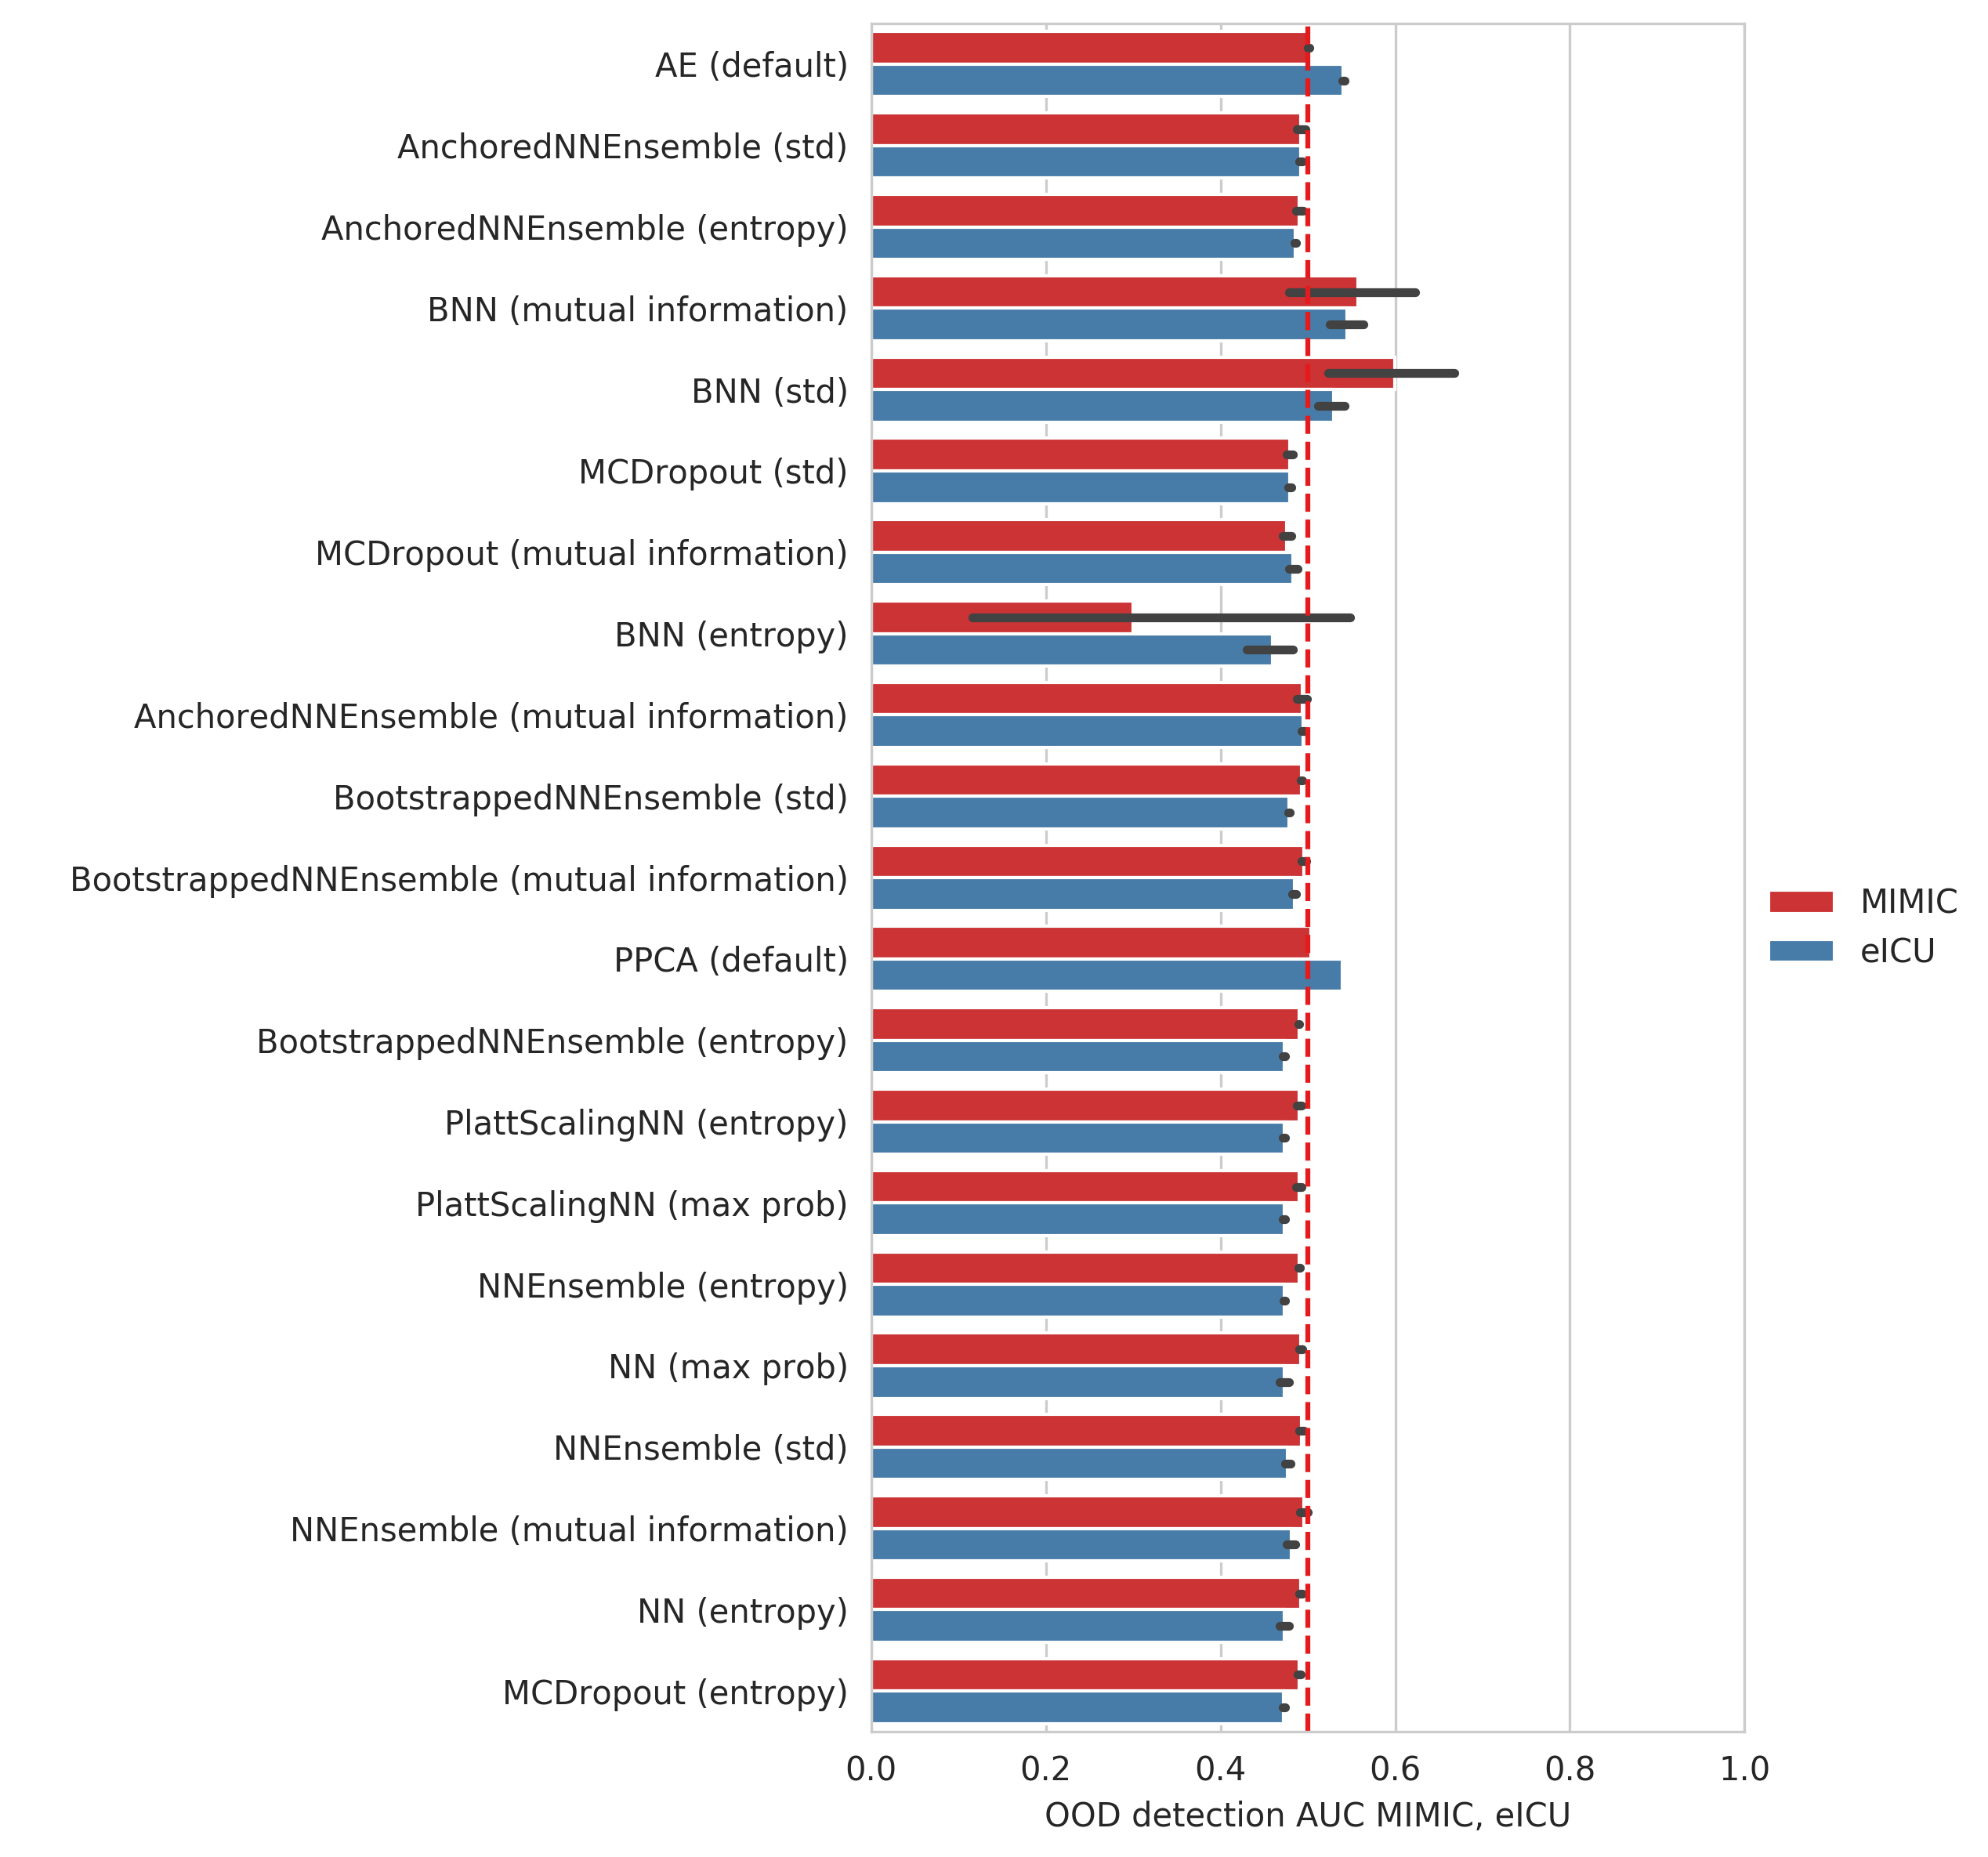 AE (default)
AnchoredNNEnsemble (std)
AnchoredNNEnsemble (entropy)
BNN (mutual information)
BNN (std)
MCDropout (std)
MCDropout (mutual information)
BNN (entropy)
AnchoredNNEnsemble (mutual information)
BootstrappedNNEnsemble (std)
BootstrappedNNEnsemble (mutual information)
PPCA (default)
BootstrappedNNEnsemble (entropy)
PlattScalingNN (entropy)
PlattScalingNN (max prob)
NNEnsemble (entropy)
NN (max prob)
NNEnsemble (std)
NNEnsemble (mutual information)
NN (entropy)
MCDropout (entropy)
0.0 0.2 0.4 0.6 0.8 1.0
OOD detection AUC MIMIC, eICU
MIMIC
eICU